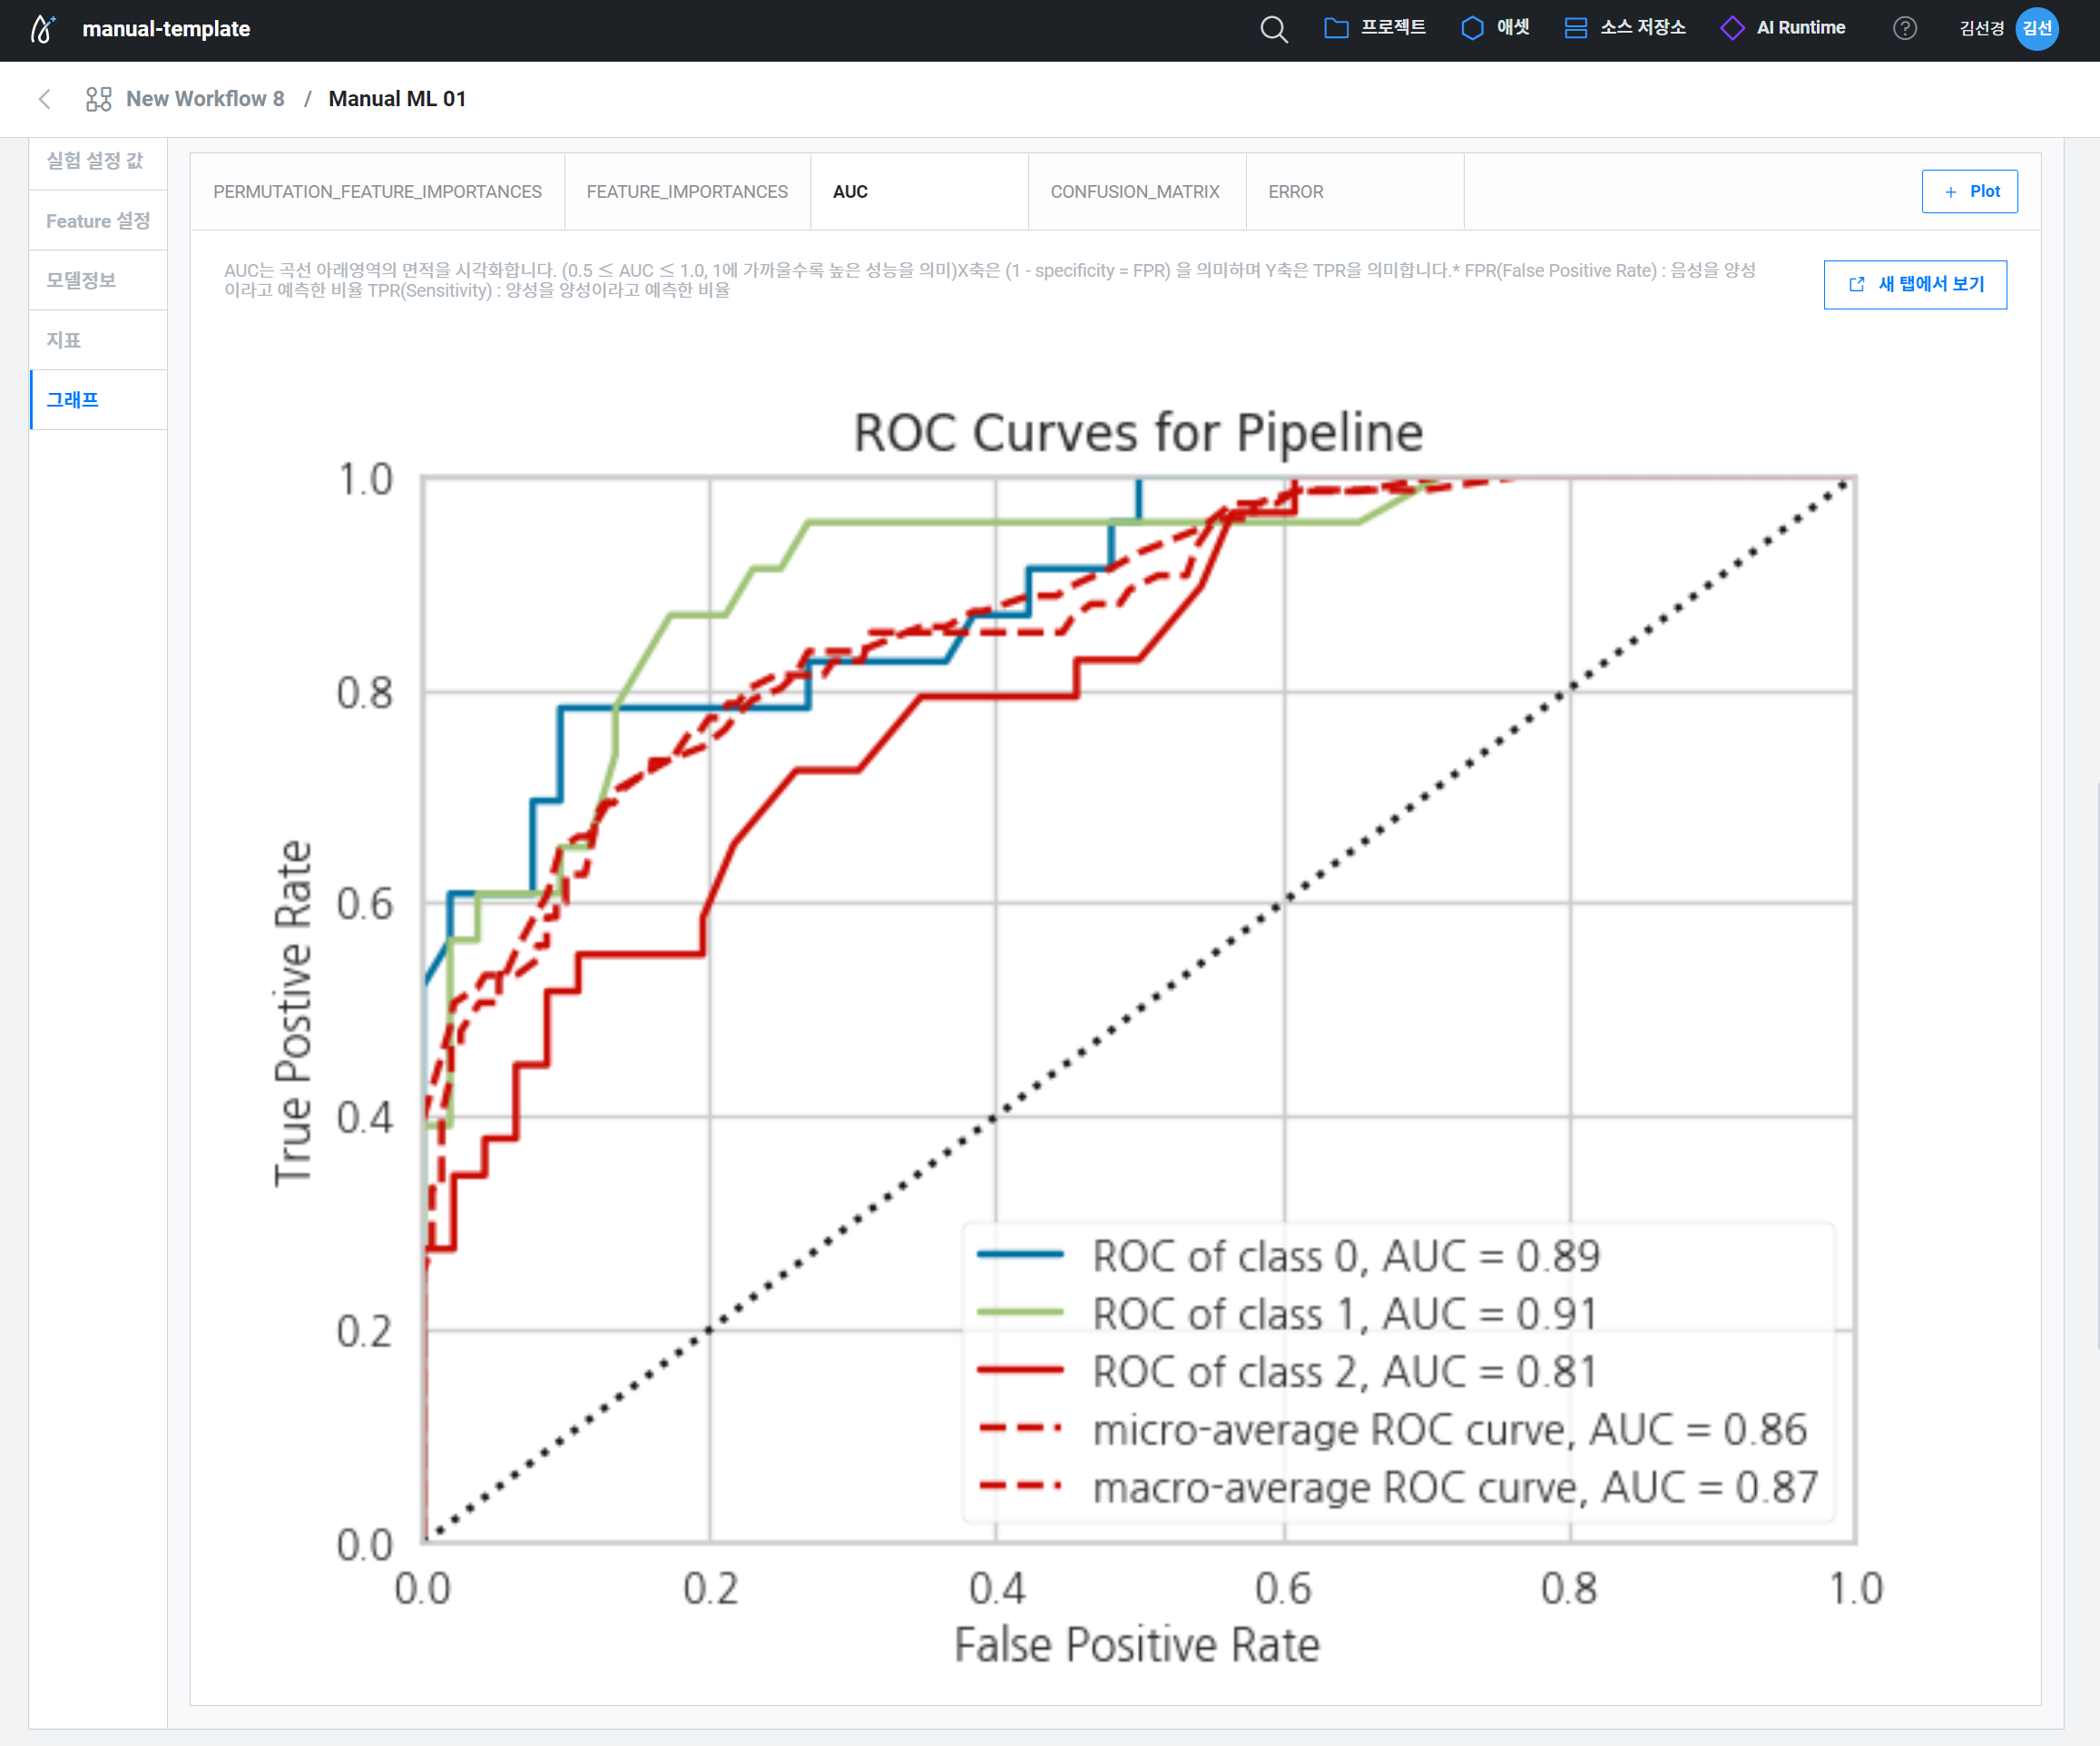 manual-template
프로젝트
애셋
소스 저장소
AI Runtime
?
김선경
김선
New Workflow 8 / Manual ML 01
실험 설정 값
Feature 설정
모델정보
지표
그래프
PERMUTATION_FEATURE_IMPORTANCES
FEATURE_IMPORTANCES
AUC
CONFUSION_MATRIX
ERROR
+ Plot
AUC는 곡선 아래영역의 면적을 시각화합니다. (0.5 ≤ AUC ≤ 1.0, 1에 가까울수록 높은 성능을 의미)X축은 (1 - specificity = FPR) 을 의미하며 Y축은 TPR을 의미합니다.* FPR(False Positive Rate) : 음성을 양성
이라고 예측한 비율 TPR(Sensitivity) : 양성을 양성이라고 예측한 비율
새 탭에서 보기
ROC Curves for Pipeline
1.0
0.8
0.6
0.4
0.2
0.0
True Postive Rate
ROC of class 0, AUC = 0.89
ROC of class 1, AUC = 0.91
ROC of class 2, AUC = 0.81
micro-average ROC curve, AUC = 0.86
macro-average ROC curve, AUC = 0.87
0.0 0.2 0.4 0.6 0.8 1.0
False Positive Rate